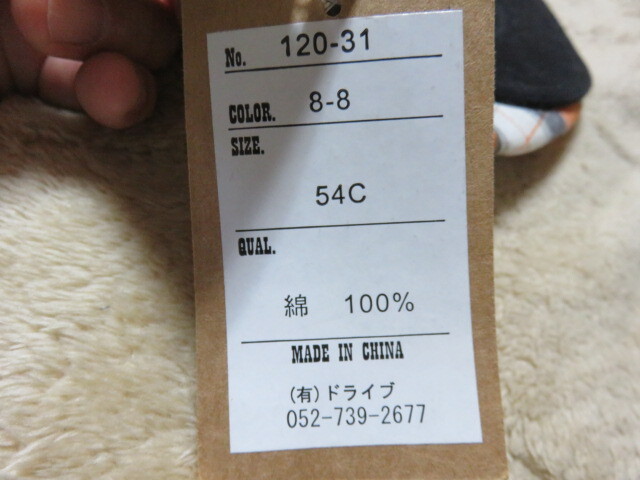 No. 120-31
COLOR. 8-8
SIZE.
54C
QUAL.
綿 100%
MADE IN CHINA
(有)ドライブ
052-739-2677